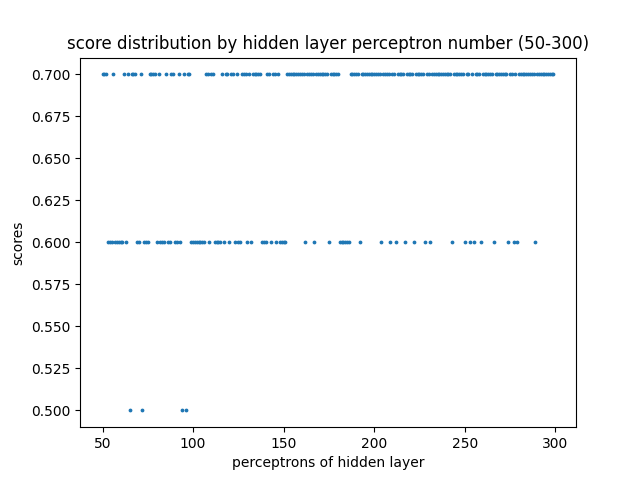 score distribution by hidden layer perceptron number (50-300)
0.700
0.675
0.650
0.625
0.600
0.575
0.550
0.525
0.500
scores
50 100 150 200 250 300
perceptrons of hidden layer